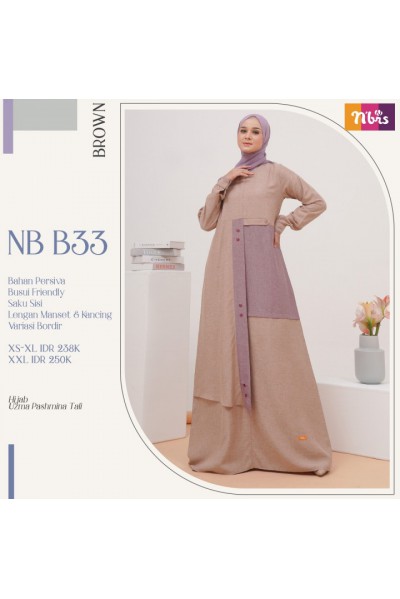 Nbrs
BROWN
NB B33
Bahan Persiva
Busui Friendly
Saku Sisi
Lengan Manset & Kancing
Variasi Bordir
XS-XL IDR 238K
XXL IDR 250K
Hijab
Uzma Pashmina Tali